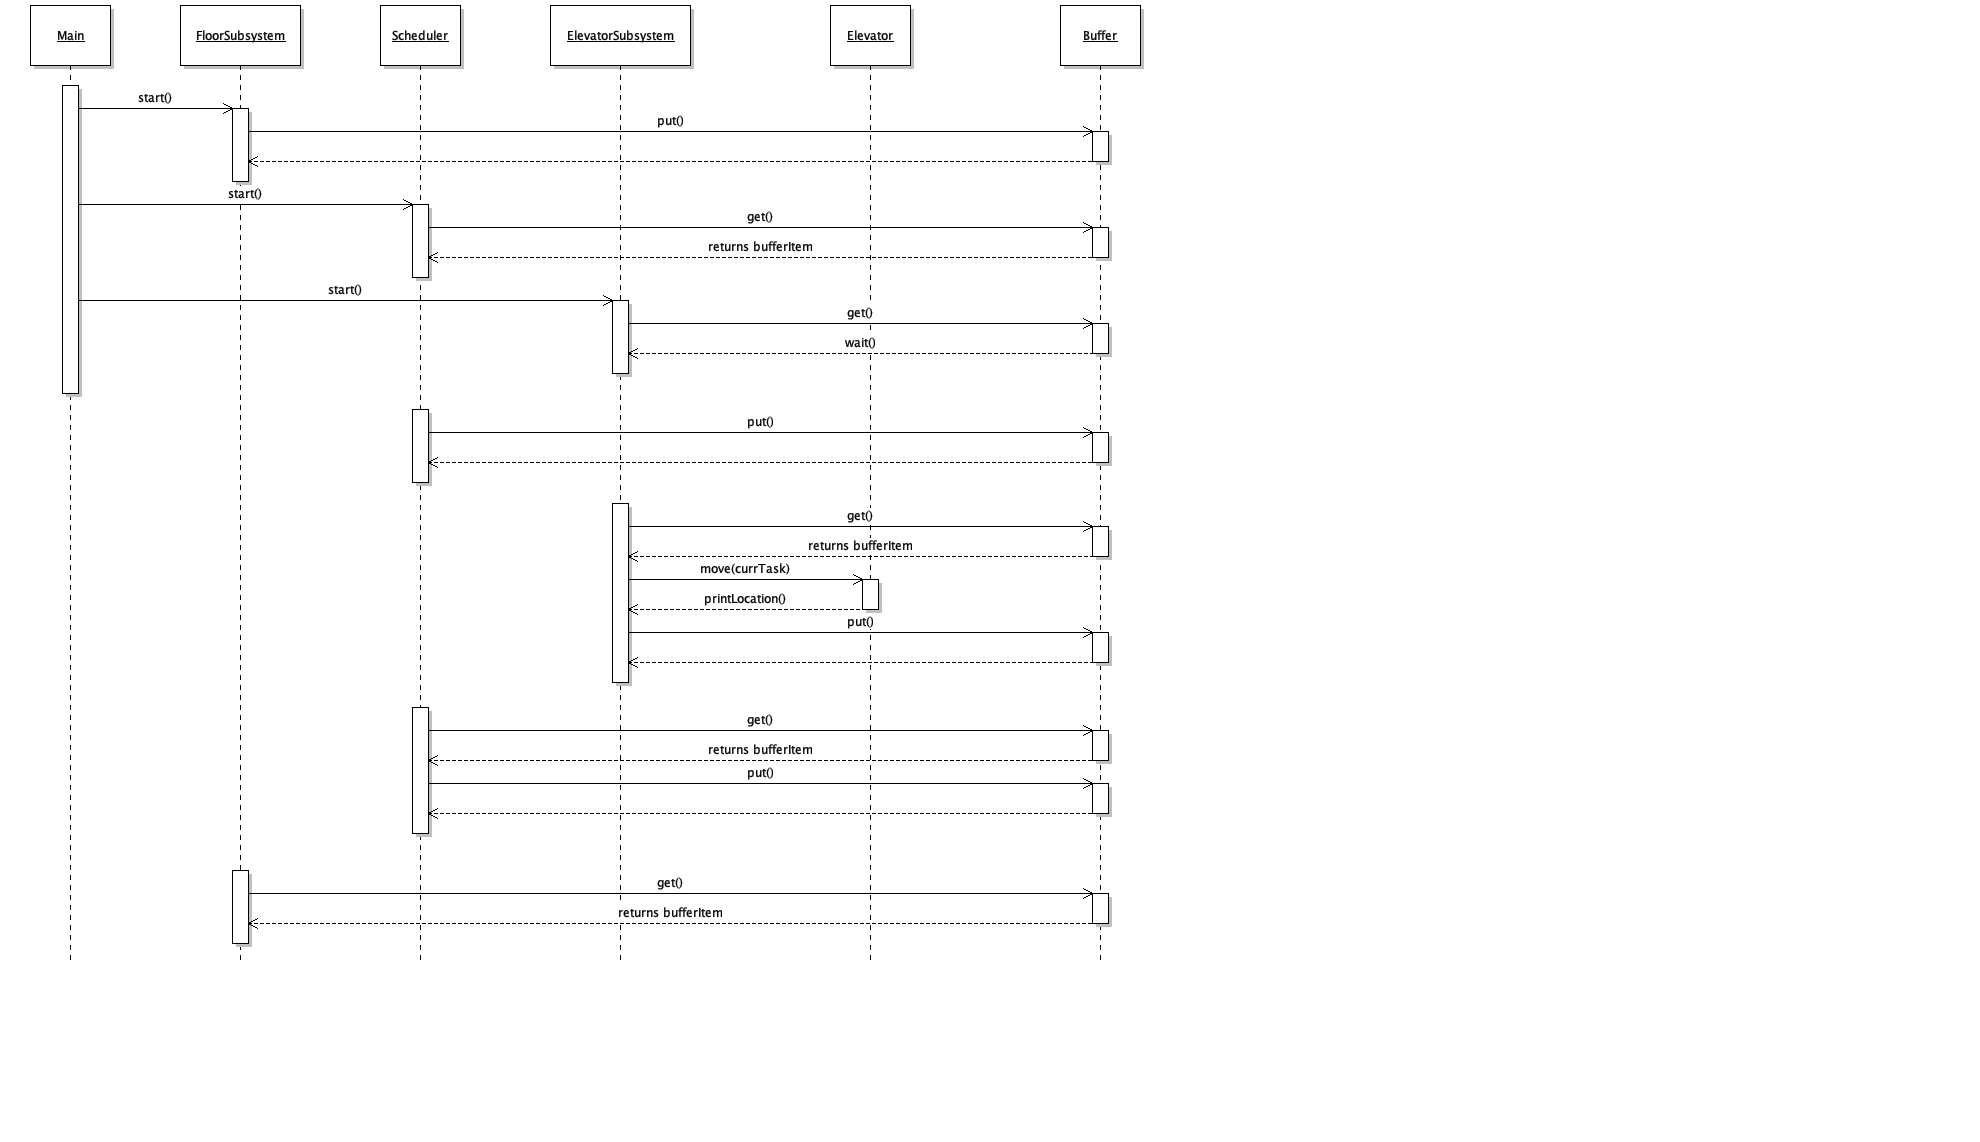 Main
FloorSubsystem
Scheduler
ElevatorSubsystem
Elevator
Buffer
start()
put()
start()
get()
returns bufferItem
start()
get()
wait()
put()
get()
returns bufferItem
move(currTask)
printLocation()
put()
get()
returns bufferItem
put()
get()
returns bufferItem